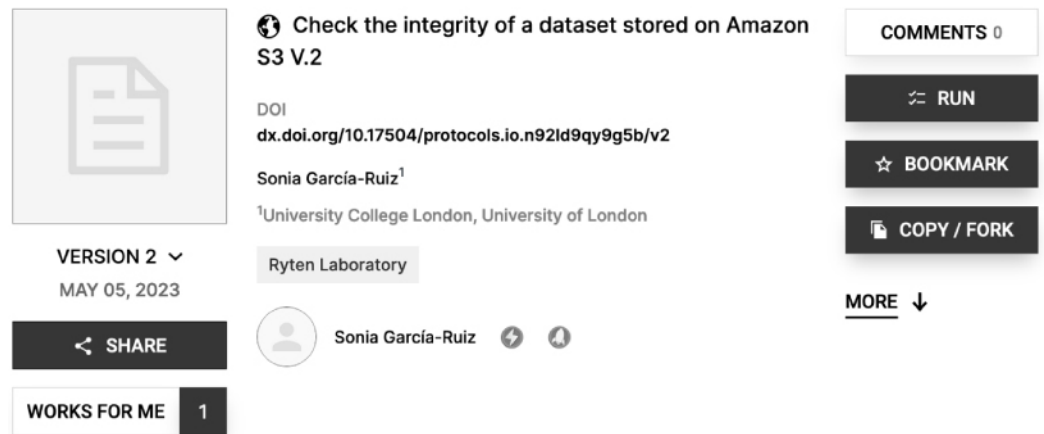 Check the integrity of a dataset stored on Amazon
S3 V.2
DOI
dx.doi.org/10.17504/protocols.io.n92ld9qy9g5b/v2
Sonia García-Ruiz1
1University College London, University of London
Ryten Laboratory
Sonia García-Ruiz
VERSION 2
MAY 05, 2023
SHARE
WORKS FOR ME 1
COMMENTS 0
RUN
BOOKMARK
COPY / FORK
MORE